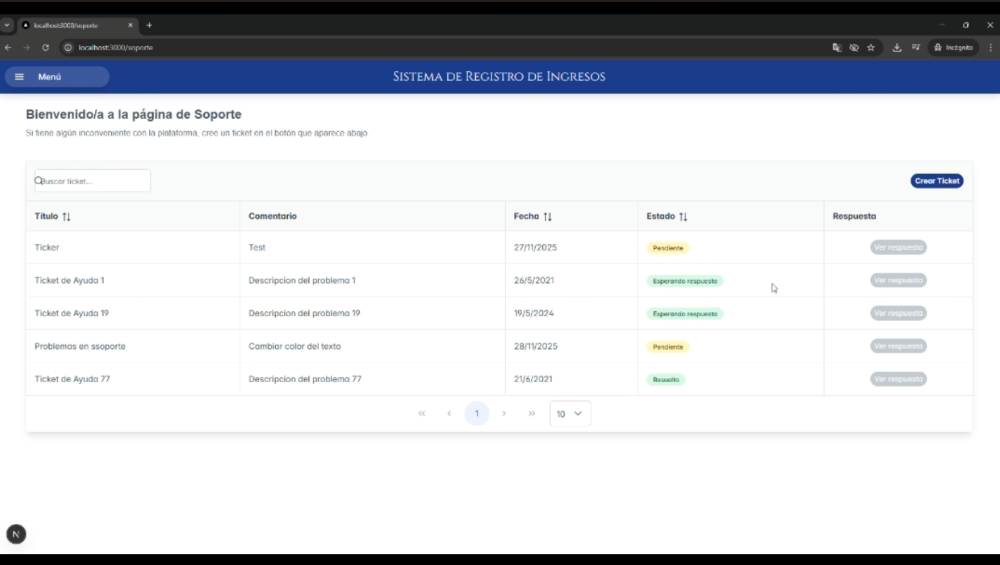 localhost:3000/soporte
localhost:3000/soporte
Incógnito
Menú
Sistema de Registro de Ingresos
Bienvenido/a a la página de Soporte
Si tiene algún inconveniente con la plataforma, cree un ticket en el botón que aparece abajo.
Buscar ticket...
Crear Ticket
Título Comentario Fecha Estado Respuesta
Ticker Test 27/11/2025 Pendiente Ver respuesta
Ticket de Ayuda 1 Descripcion del problema 1 26/5/2021 Esperando respuesta Ver respuesta
Ticket de Ayuda 19 Descripcion del problema 19 19/5/2024 Esperando respuesta Ver respuesta
Problemas en ssoporte Cambiar color del texto 28/11/2025 Pendiente Ver respuesta
Ticket de Ayuda 77 Descripcion del problema 77 21/6/2021 Resuelto Ver respuesta
« ‹ 1 › » 10
N